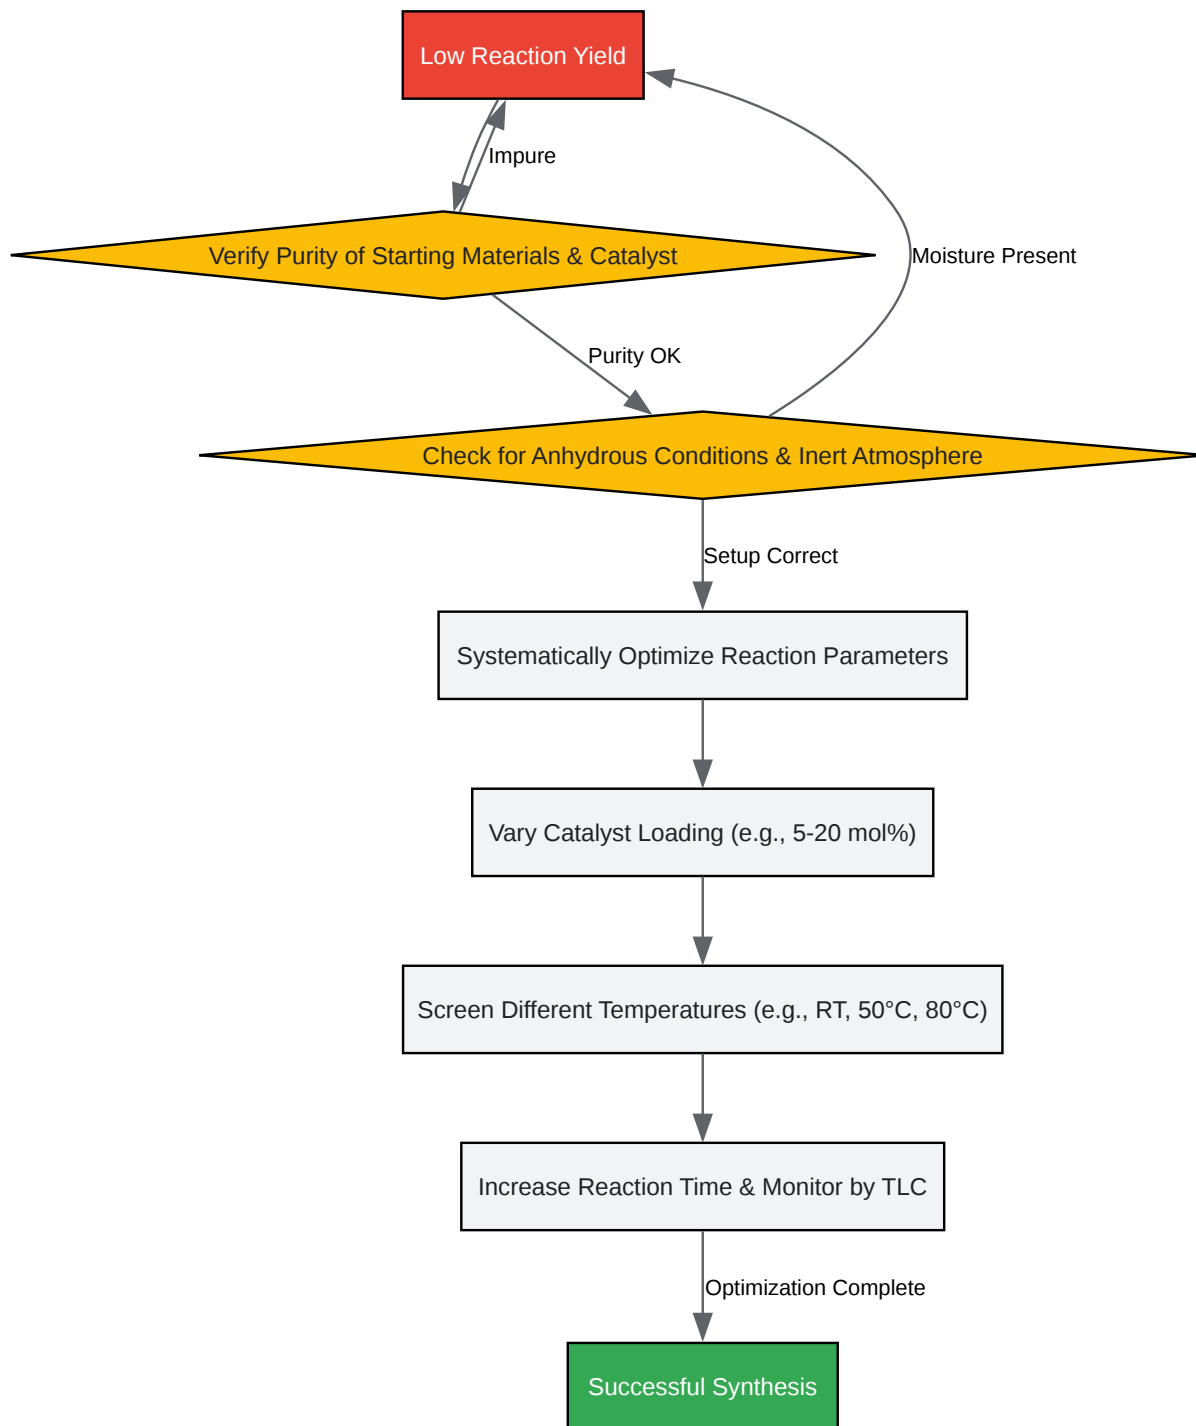 Low Reaction Yield
Impure
Verify Purity of Starting Materials & Catalyst
Moisture Present
Purity OK
Check for Anhydrous Conditions & Inert Atmosphere
Setup Correct
Systematically Optimize Reaction Parameters
Vary Catalyst Loading (e.g., 5-20 mol%)
Screen Different Temperatures (e.g., RT, 50°C, 80°C)
Increase Reaction Time & Monitor by TLC
Optimization Complete
Successful Synthesis